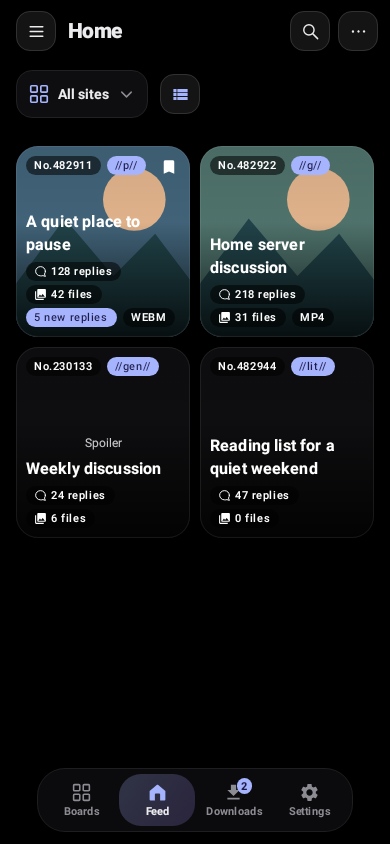 Home
All sites
No.482911 //p//
A quiet place to
pause
128 replies
42 files
5 new replies WEBM
No.482922 //g//
Home server
discussion
218 replies
31 files MP4
No.230133 //gen//
Spoiler
Weekly discussion
24 replies
6 files
No.482944 //lit//
Reading list for a
quiet weekend
47 replies
0 files
Boards
Feed
2
Downloads
Settings